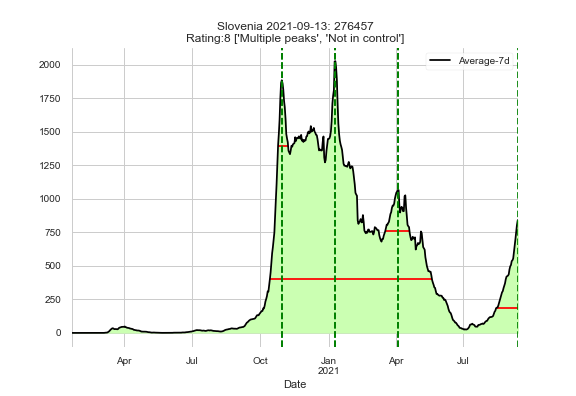 Slovenia 2021-09-13: 276457
Rating:8 ['Multiple peaks', 'Not in control']
Average-7d
2000
1750
1500
1250
1000
750
500
250
0
Apr
Jul
Oct
Jan
2021
Apr
Jul
Date